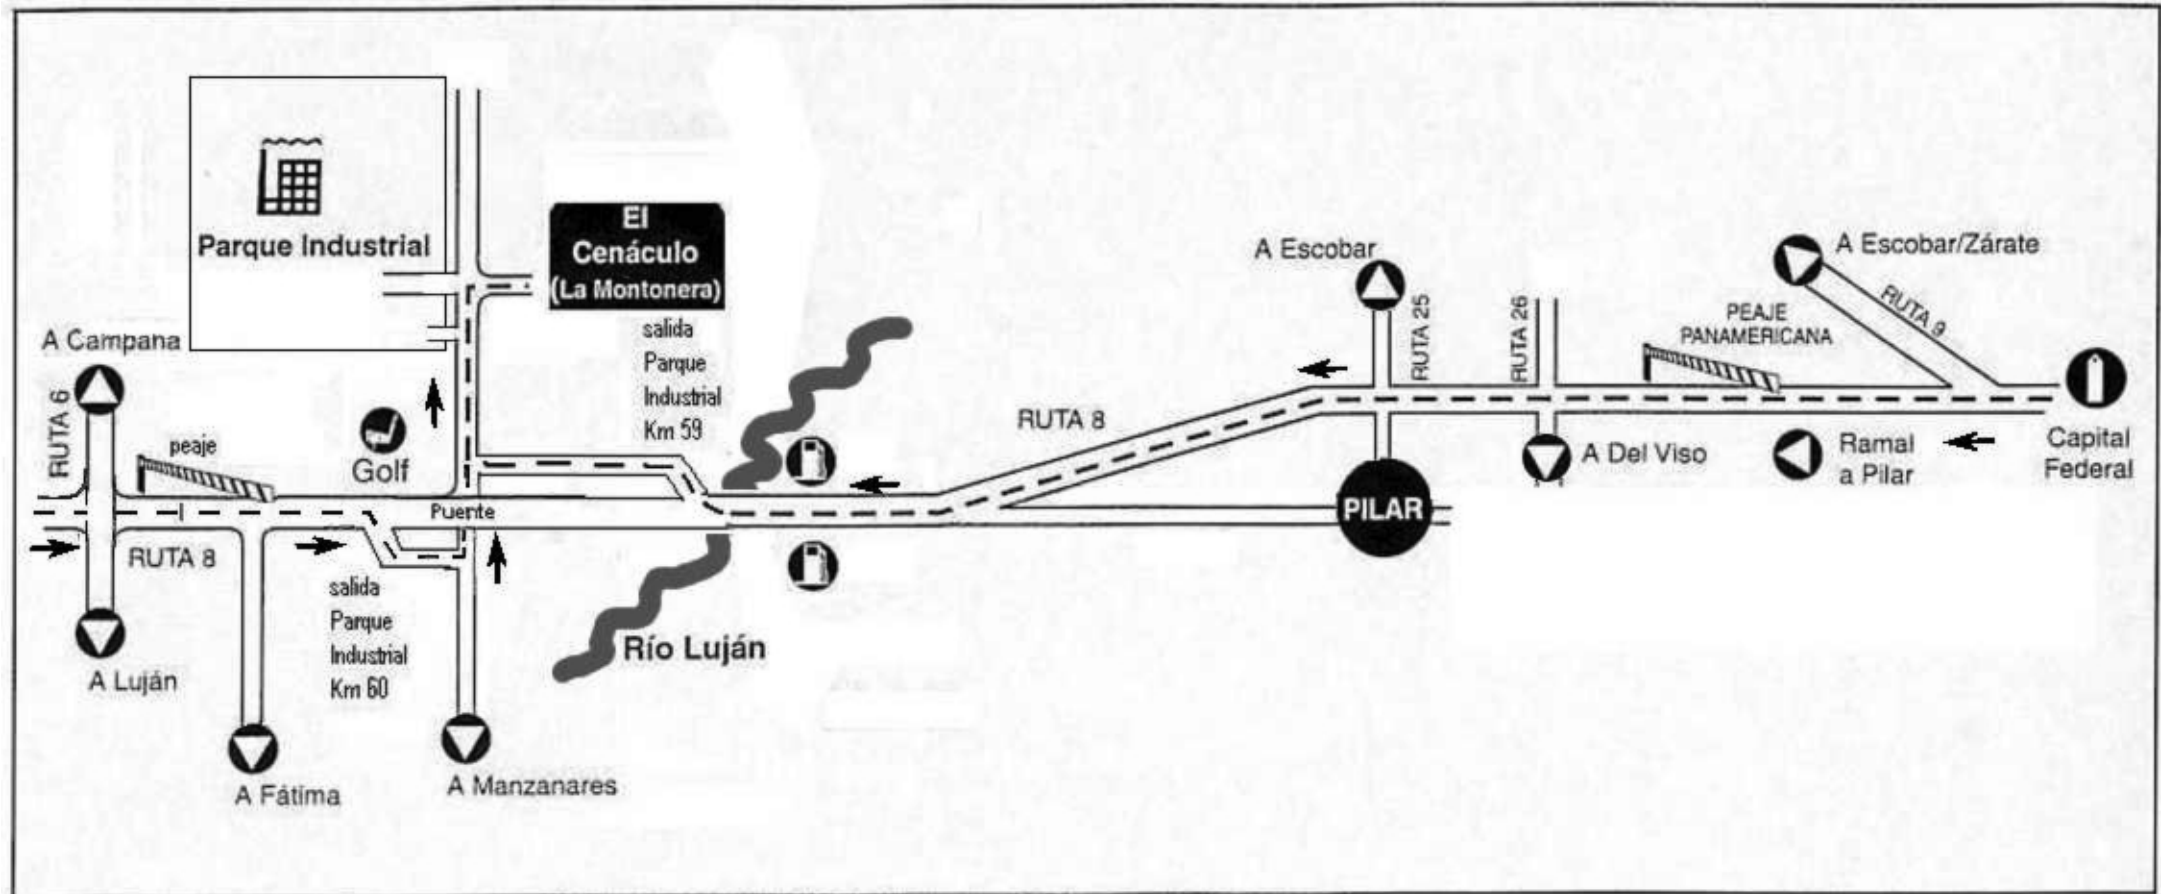 Parque Industrial
El
Cenáculo
(La Montonera)
salida
Parque
Industrial
Km 59
A Campana
RUTA 6
peaje
Golf
Puente
RUTA 8
salida
Parque
Industrial
Km 60
A Luján
A Fátima
A Manzanares
Río Luján
RUTA 8
A Escobar
RUTA 25
PILAR
RUTA 26
A Del Viso
PEAJE
PANAMERICANA
A Escobar/Zárate
RUTA 9
Ramal
a Pilar
Capital
Federal